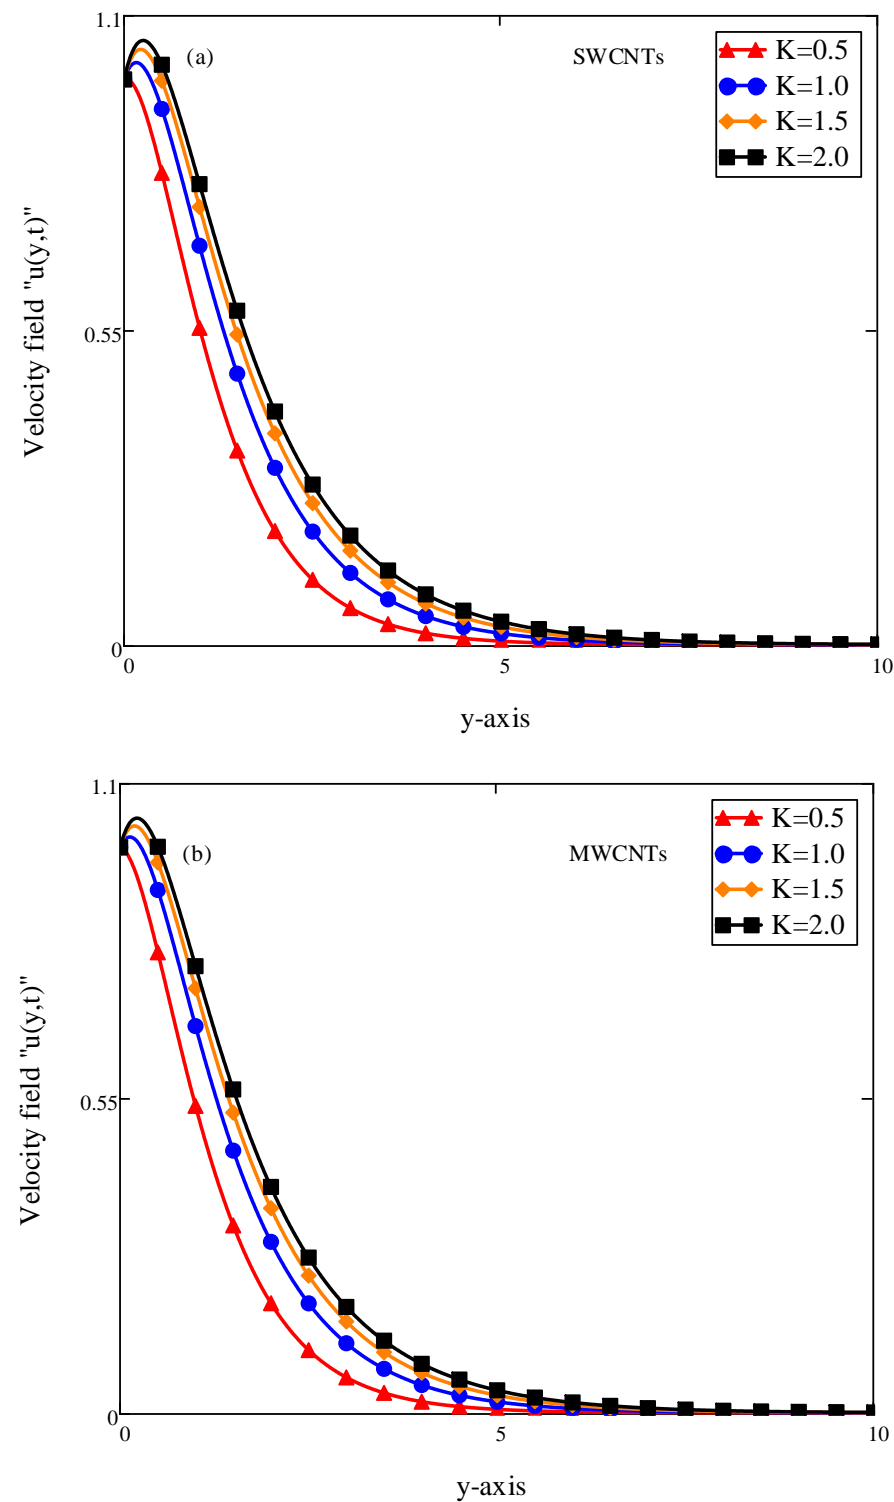 1.1
(a)
SWCNTs
K=0.5
K=1.0
K=1.5
K=2.0
Velocity field "u(y,t)"
0.55
0
0
5
10
y-axis
1.1
(b)
MWCNTs
K=0.5
K=1.0
K=1.5
K=2.0
Velocity field "u(y,t)"
0.55
0
0
5
10
y-axis